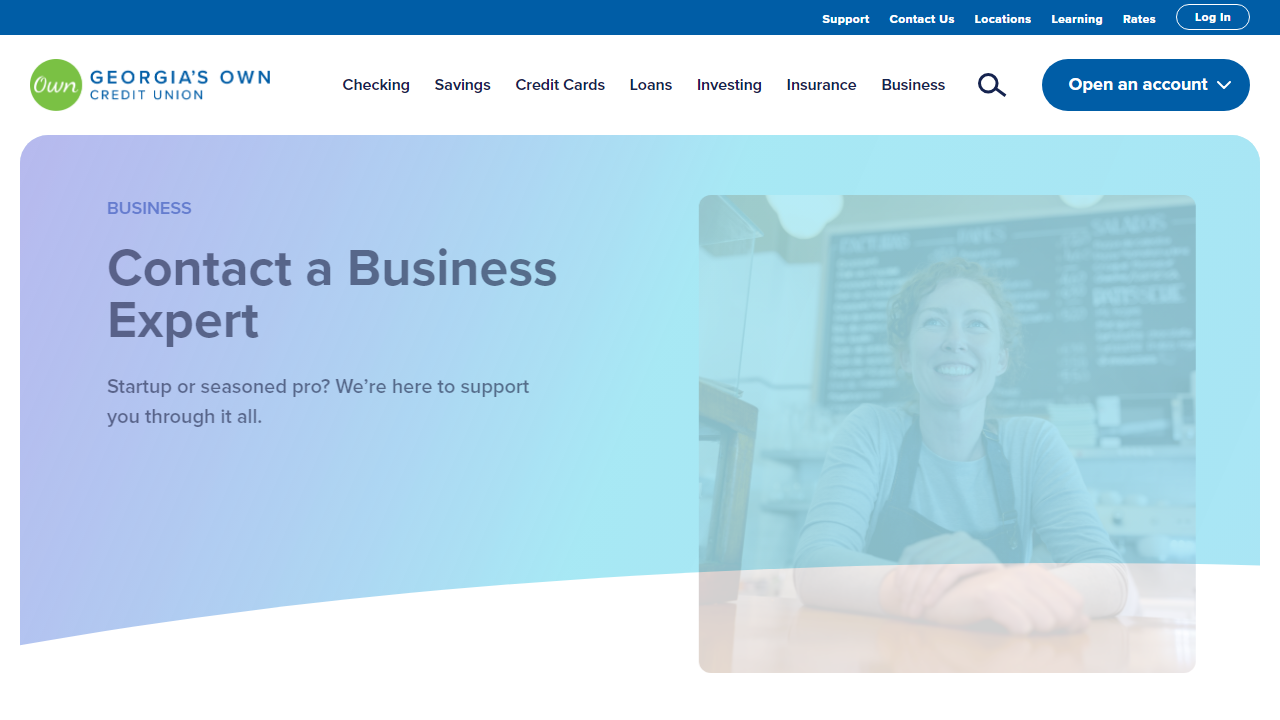 Support Contact Us Locations Learning Rates Log In
Own GEORGIA'S OWN
CREDIT UNION
Checking Savings Credit Cards Loans Investing Insurance Business Open an account
BUSINESS
Contact a Business
Expert
Startup or seasoned pro? We’re here to support
you through it all.
SALATOS